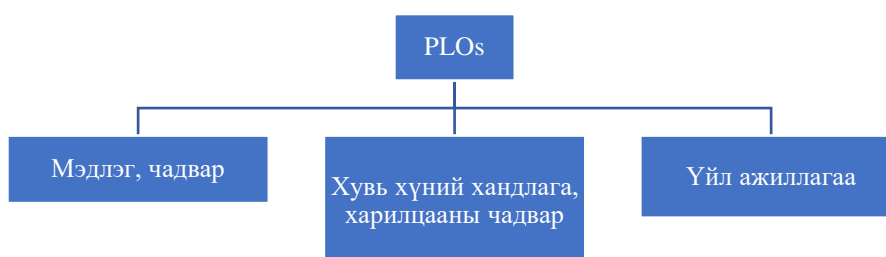 PLOs
Мэдлэг, чадвар
Хувь хүний хандлага,
харилцааны чадвар
Үйл ажиллагаа